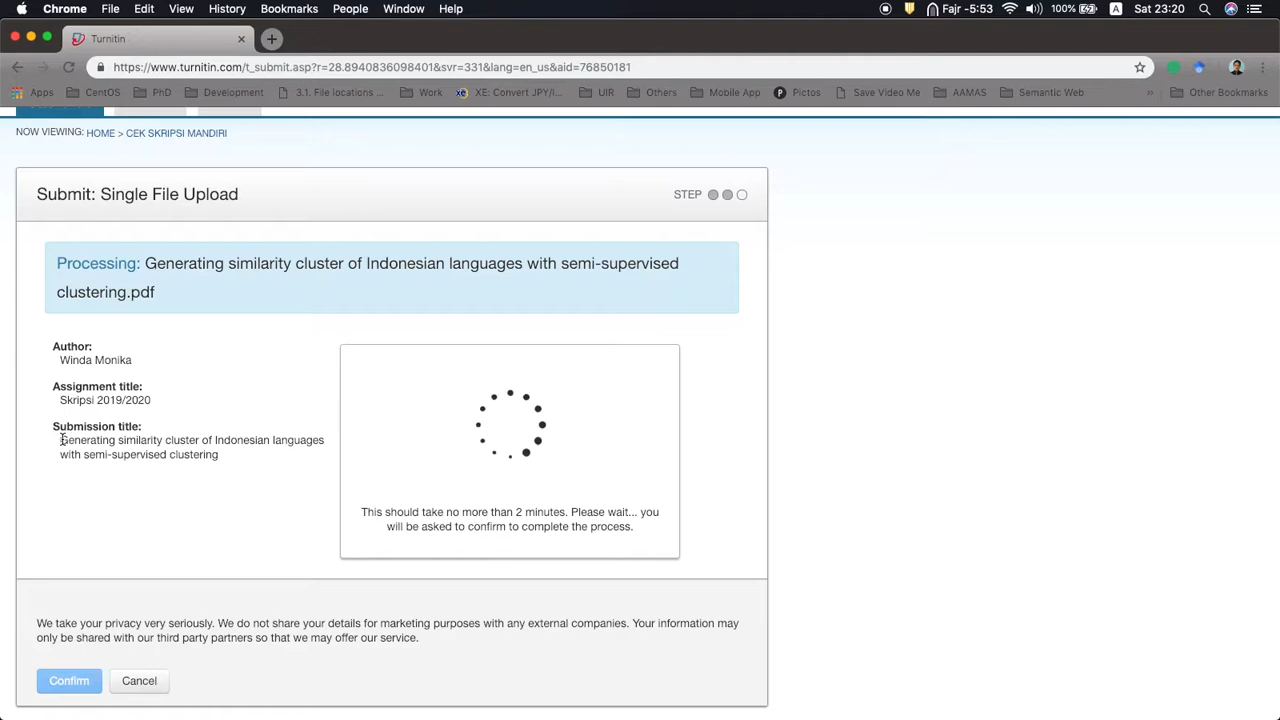 Chrome File Edit View History Bookmarks People Window Help Fajr -5:53 100% A Sat 23:20
Turnitin
https://www.turnitin.com/t_submit.asp?r=28.8940836098401&svr=331&lang=en_us&aid=76850181
Apps CentOS PhD Development 3.1. File locations ... Work XE: Convert JPY/I... UIR Others Mobile App Pictos Save Video Me AAMAS Semantic Web » Other Bookmarks
NOW VIEWING: HOME > CEK SKRIPSI MANDIRI
Submit: Single File Upload STEP
Processing: Generating similarity cluster of Indonesian languages with semi-supervised
clustering.pdf
Author:
Winda Monika
Assignment title:
Skripsi 2019/2020
Submission title:
Generating similarity cluster of Indonesian languages
with semi-supervised clustering
This should take no more than 2 minutes. Please wait... you
will be asked to confirm to complete the process.
We take your privacy very seriously. We do not share your details for marketing purposes with any external companies. Your information may
only be shared with our third party partners so that we may offer our service.
Confirm Cancel